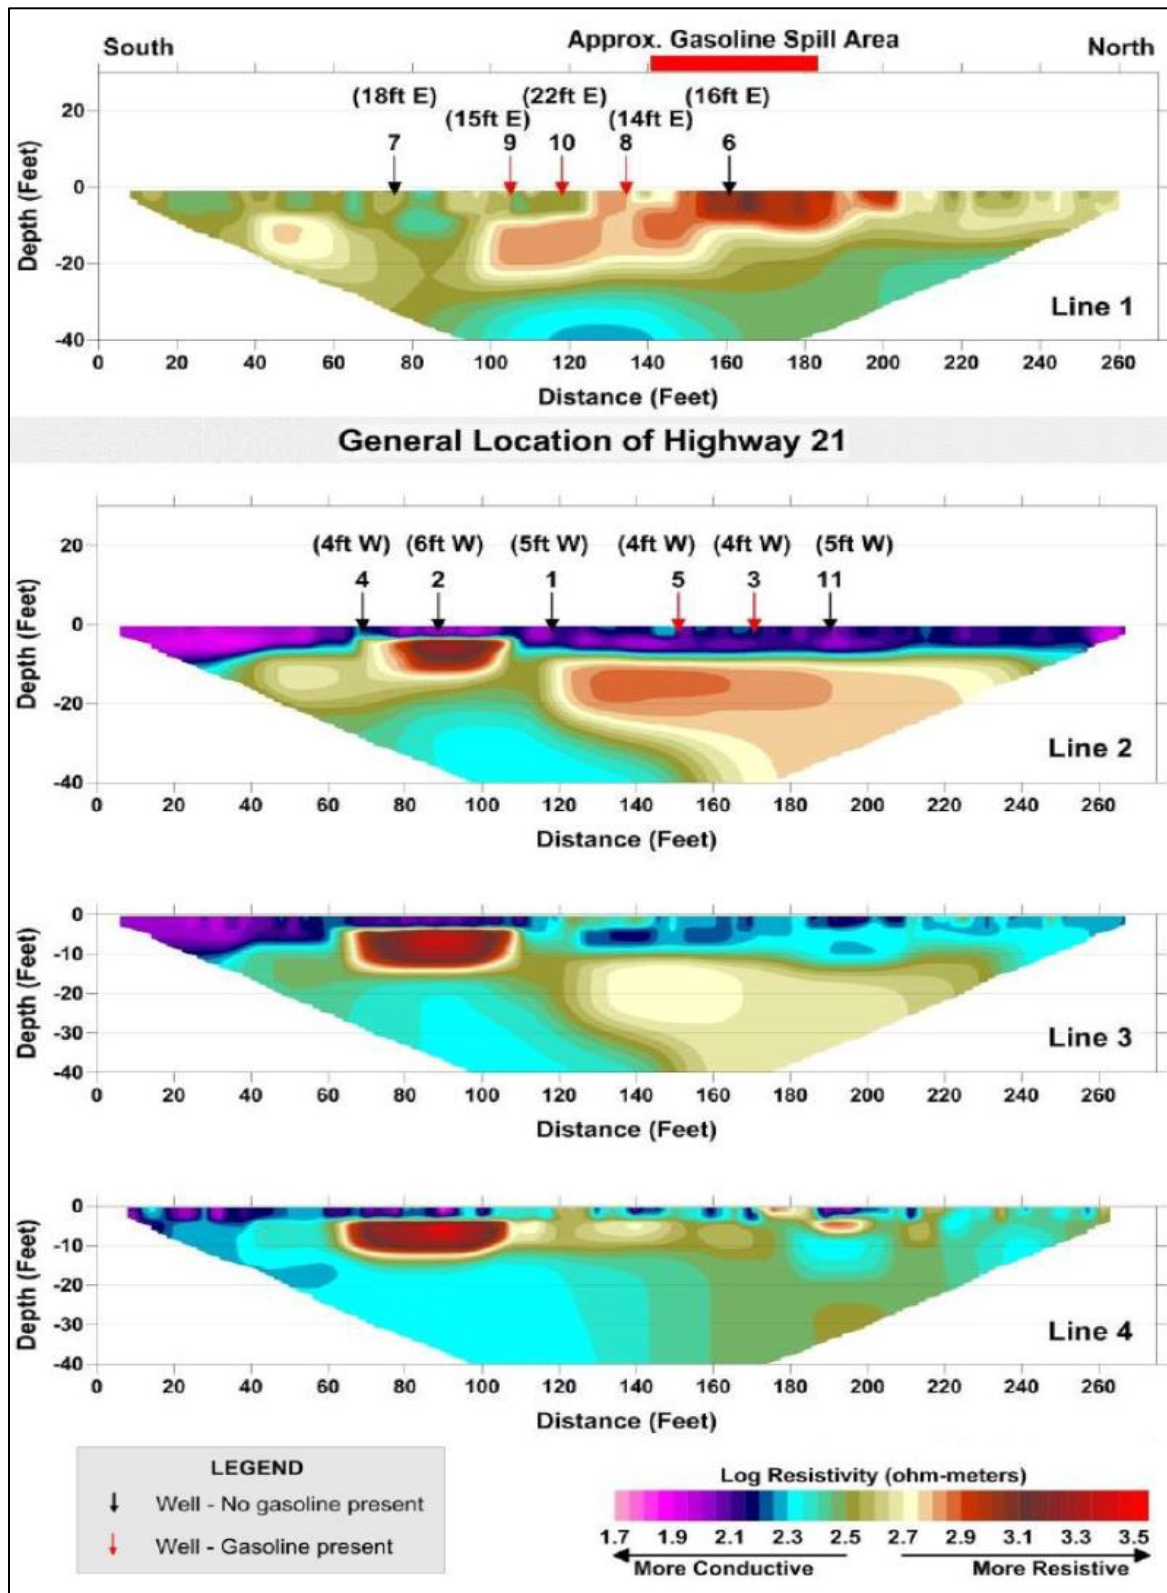 South Approx. Gasoline Spill Area North
(18ft E) (22ft E) (16ft E)
(15ft E) (14ft E)
7 9 10 8 6
20
0
-20
-40
Depth (Feet)
Line 1
0 20 40 60 80 100 120 140 160 180 200 220 240 260
Distance (Feet)
General Location of Highway 21
(4ft W) (6ft W) (5ft W) (4ft W) (4ft W) (5ft W)
4 2 1 5 3 11
20
0
-20
-40
Depth (Feet)
Line 2
0 20 40 60 80 100 120 140 160 180 200 220 240 260
Distance (Feet)
0
-10
-20
-30
-40
Depth (Feet)
Line 3
0 20 40 60 80 100 120 140 160 180 200 220 240 260
Distance (Feet)
0
-10
-20
-30
-40
Depth (Feet)
Line 4
0 20 40 60 80 100 120 140 160 180 200 220 240 260
Distance (Feet)
LEGEND
Well - No gasoline present
Well - Gasoline present
Log Resistivity (ohm-meters)
1.7 1.9 2.1 2.3 2.5 2.7 2.9 3.1 3.3 3.5
More Conductive More Resistive